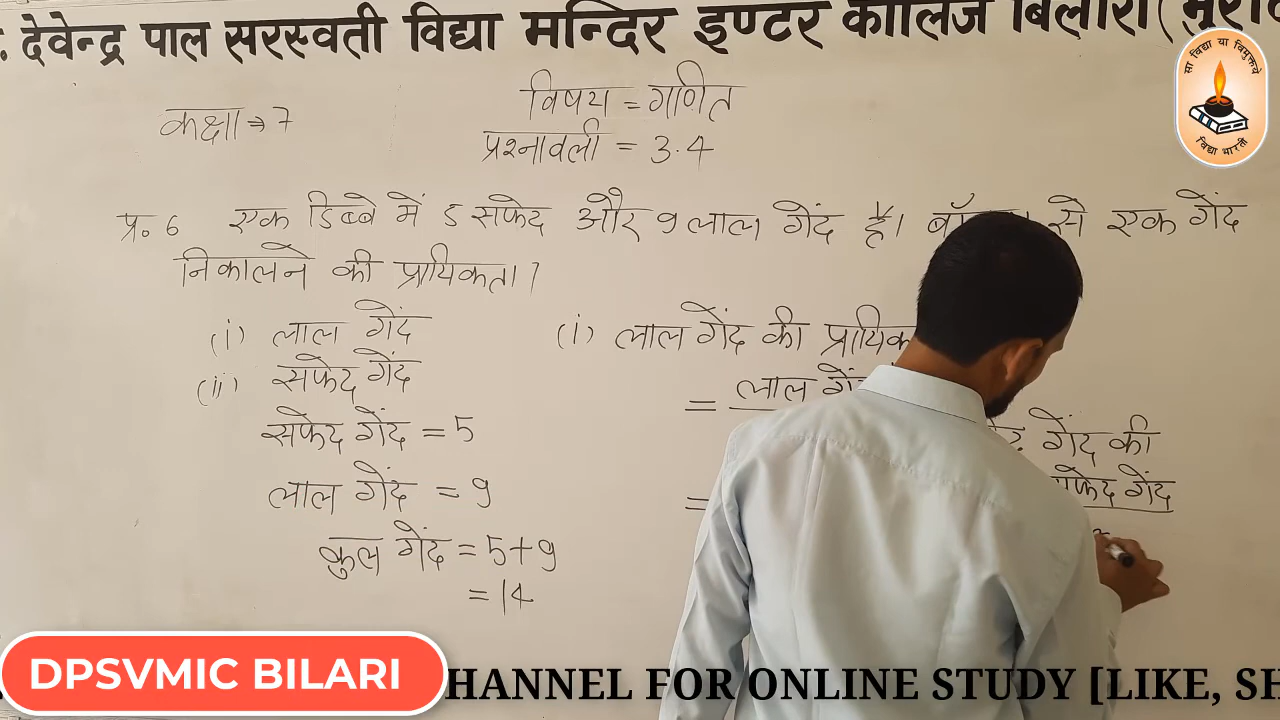 देवेन्द्र पाल सरस्वती विद्या मन्दिर इण्टर कॉलिज बिलारी
सा विद्या या विमुक्तये
विद्या भारती
विषय = गणित
कक्षा ⇒ 7
प्रश्नावली = 3.4
प्र॰ 6 एक डिब्बे में 5 सफेद और 9 लाल गेंद हैं। से एक गेंद
निकालने की प्रायिकता।?
(i) लाल गेंद
(ii) सफेद गेंद
सफेद गेंद = 5
लाल गेंद = 9
कुल गेंद = 5+9
= 14
(i) लाल गेंद की
= लाल गेंद
गेंद की
सफेद गेंद
=
DPSVMIC BILARI
HANNEL FOR ONLINE STUDY [LIKE, SH